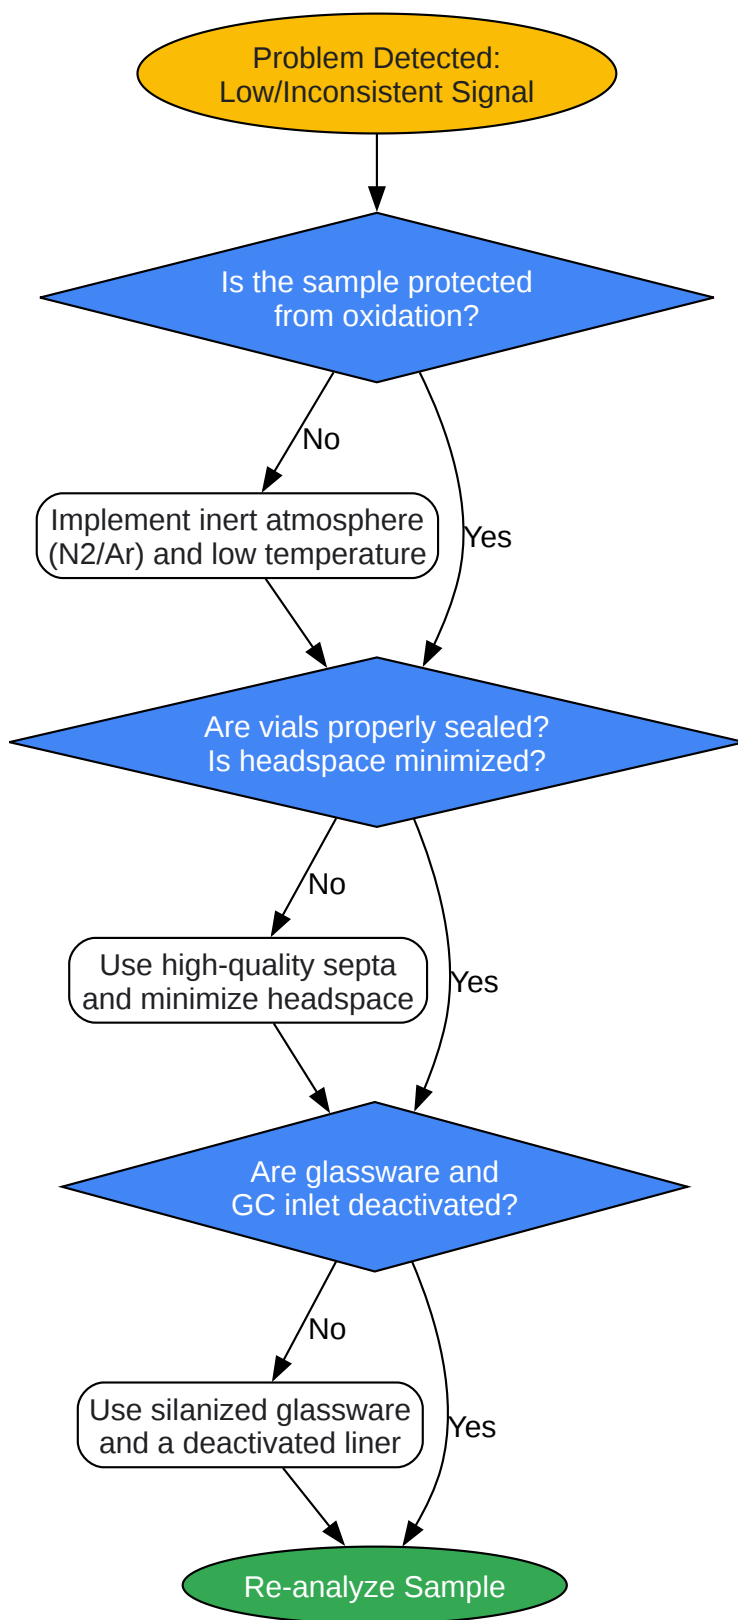 Problem Detected:
Low/Inconsistent Signal
Is the sample protected
from oxidation?
No
Implement inert atmosphere
(N2/Ar) and low temperature
Yes
Are vials properly sealed?
Is headspace minimized?
No
Use high-quality septa
and minimize headspace
Yes
Are glassware and
GC inlet deactivated?
No
Use silanized glassware
and a deactivated liner
Yes
Re-analyze Sample